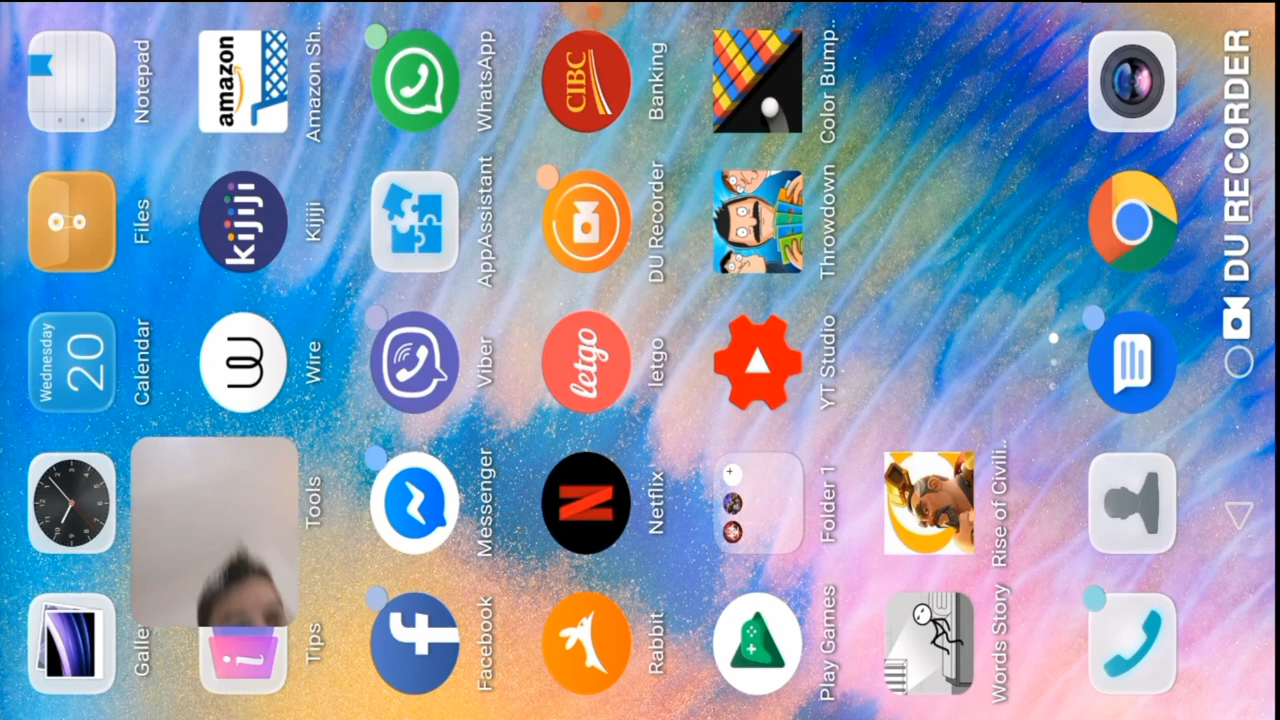 Wednesday
20
Galle Calendar Files Notepad
kijiji amazon
Tips Tools Wire Kijiji Amazon Sh..
f
Facebook Messenger Viber AppAssistant WhatsApp
N letgo CIBC
Rabbit Netflix letgo DU Recorder Banking
Play Games Folder 1 YT Studio Throwdown Color Bump...
Words Story Rise of Civili..
DU RECORDER